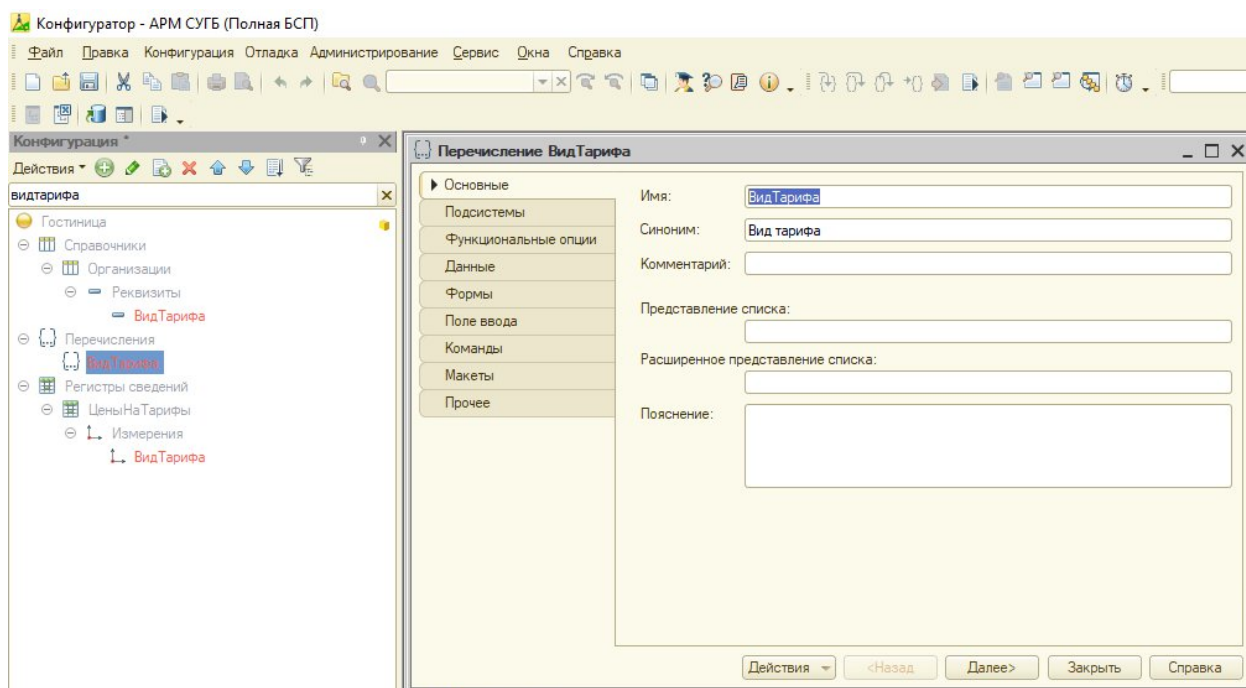 Конфигуратор - АРМ СУГБ (Полная БСП)
Файл Правка Конфигурация Отладка Администрирование Сервис Окна Справка
Конфигурация *
Действия
видтарифа
Гостиница
Справочники
Организации
Реквизиты
ВидТарифа
Перечисления
ВидТарифа
Регистры сведений
ЦеныНаТарифы
Измерения
ВидТарифа
Перечисление ВидТарифа
Основные
Подсистемы
Функциональные опции
Данные
Формы
Поле ввода
Команды
Макеты
Прочее
Имя: ВидТарифа
Синоним: Вид тарифа
Комментарий:
Представление списка:
Расширенное представление списка:
Пояснение:
Действия <Назад Далее> Закрыть Справка